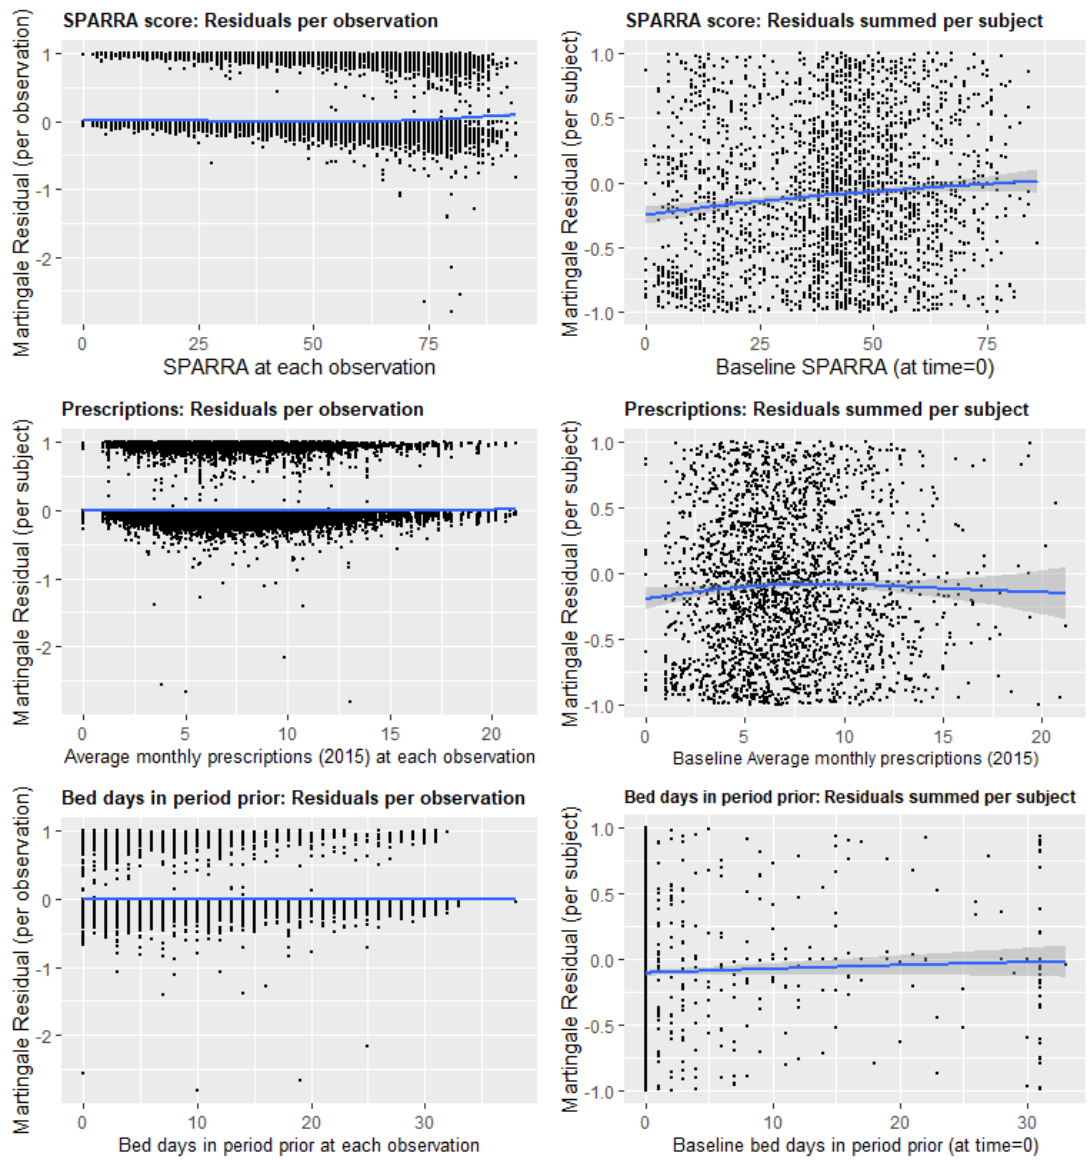 SPARRA score: Residuals per observation
Martingale Residual (per observation)
1
0
-1
-2
0
25
50
75
SPARRA at each observation
SPARRA score: Residuals summed per subject
Martingale Residual (per subject)
1.0
0.5
0.0
-0.5
-1.0
0
25
50
75
Baseline SPARRA (at time=0)
Prescriptions: Residuals per observation
Martingale Residual (per subject)
1
0
-1
-2
0
5
10
15
20
Average monthly prescriptions (2015) at each observation
Prescriptions: Residuals summed per subject
Martingale Residual (per subject)
1.0
0.5
0.0
-0.5
-1.0
0
5
10
15
20
Baseline Average monthly prescriptions (2015)
Bed days in period prior: Residuals per observation
Martingale Residual (per observation)
1
0
-1
-2
0
10
20
30
Bed days in period prior at each observation
Bed days in period prior: Residuals summed per subject
Martingale Residual (per subject)
1.0
0.5
0.0
-0.5
-1.0
0
10
20
30
Baseline bed days in period prior (at time=0)